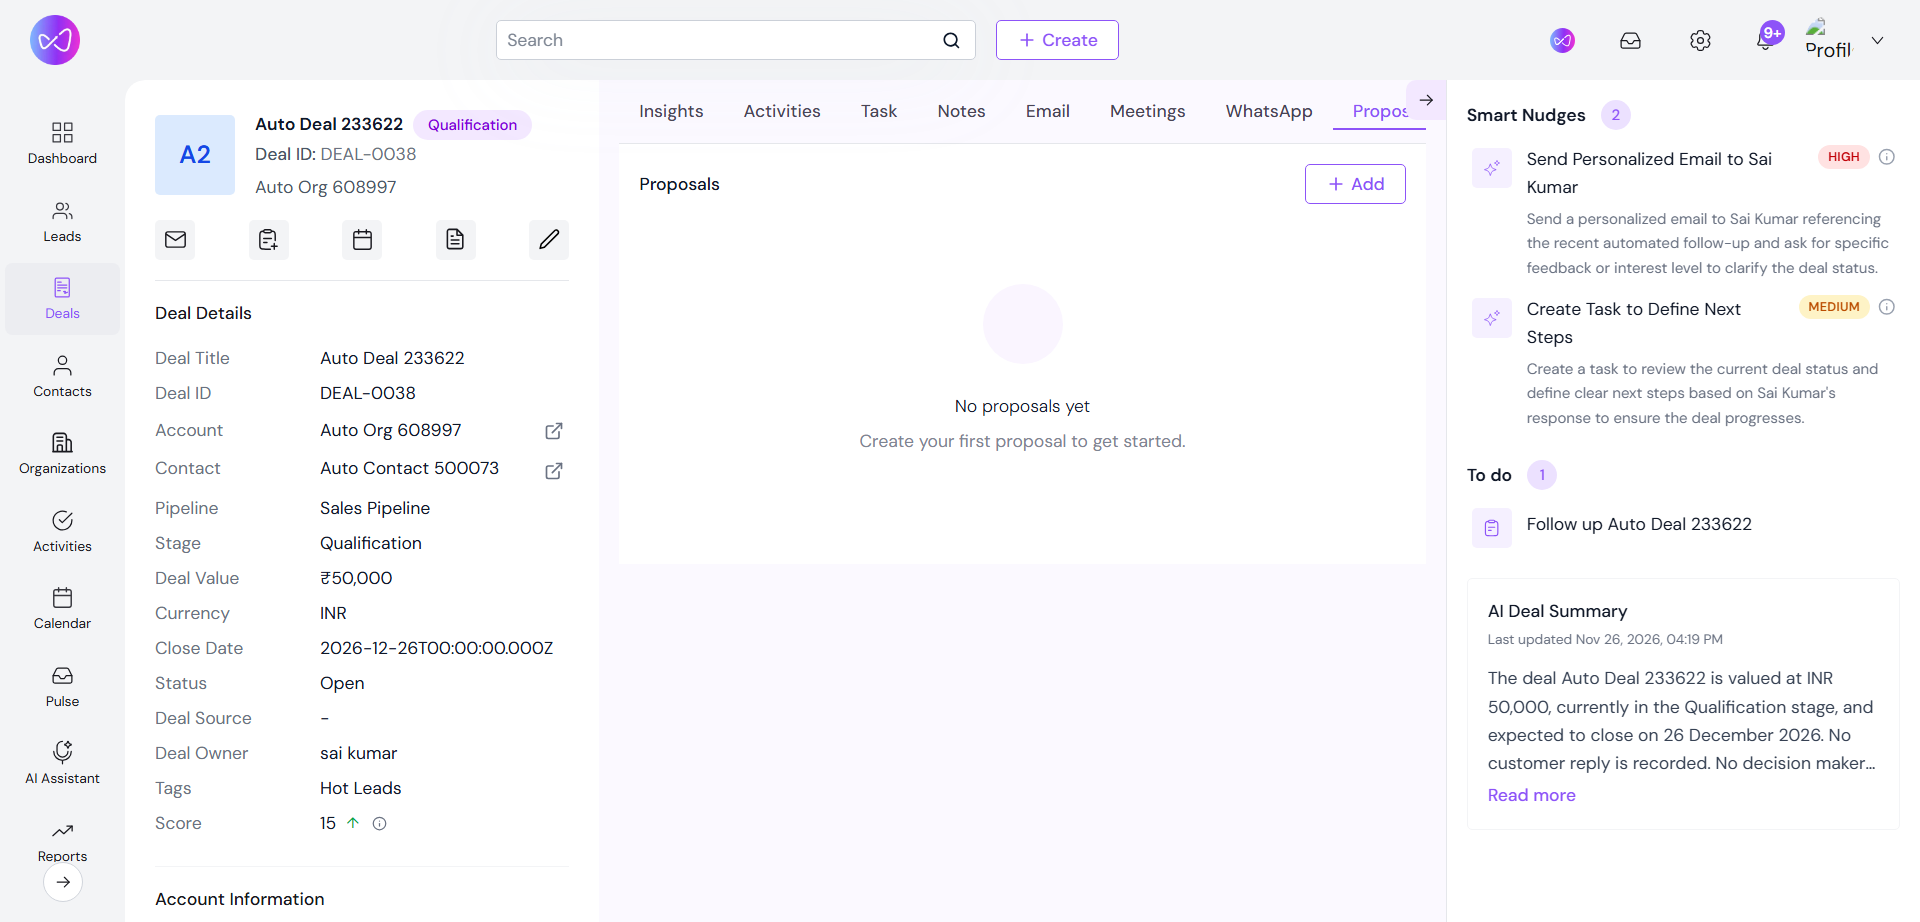 Search
+ Create
9+
Profil
Dashboard
Leads
Deals
Contacts
Organizations
Activities
Calendar
Pulse
AI Assistant
Reports
A2
Auto Deal 233622 Qualification
Deal ID: DEAL-0038
Auto Org 608997
Deal Details
Deal Title Auto Deal 233622
Deal ID DEAL-0038
Account Auto Org 608997
Contact Auto Contact 500073
Pipeline Sales Pipeline
Stage Qualification
Deal Value ₹50,000
Currency INR
Close Date 2026-12-26T00:00:00.000Z
Status Open
Deal Source -
Deal Owner sai kumar
Tags Hot Leads
Score 15
Account Information
Insights Activities Task Notes Email Meetings WhatsApp Propos
Proposals
+ Add
No proposals yet
Create your first proposal to get started.
Smart Nudges 2
Send Personalized Email to Sai
Kumar
HIGH
Send a personalized email to Sai Kumar referencing
the recent automated follow-up and ask for specific
feedback or interest level to clarify the deal status.
Create Task to Define Next
Steps
MEDIUM
Create a task to review the current deal status and
define clear next steps based on Sai Kumar's
response to ensure the deal progresses.
To do 1
Follow up Auto Deal 233622
AI Deal Summary
Last updated Nov 26, 2026, 04:19 PM
The deal Auto Deal 233622 is valued at INR
50,000, currently in the Qualification stage, and
expected to close on 26 December 2026. No
customer reply is recorded. No decision maker...
Read more